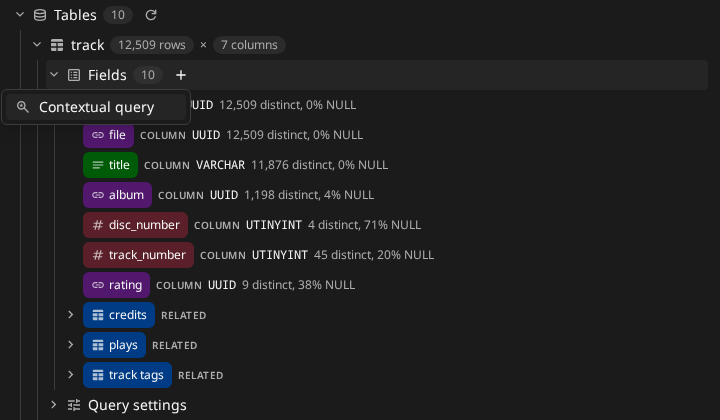 Tables 10
track 12,509 rows × 7 columns
Fields 10 +
Contextual query
UUID 12,509 distinct, 0% NULL
file COLUMN UUID 12,509 distinct, 0% NULL
title COLUMN VARCHAR 11,876 distinct, 0% NULL
album COLUMN UUID 1,198 distinct, 4% NULL
disc_number COLUMN UTINYINT 4 distinct, 71% NULL
track_number COLUMN UTINYINT 45 distinct, 20% NULL
rating COLUMN UUID 9 distinct, 38% NULL
credits RELATED
plays RELATED
track tags RELATED
Query settings